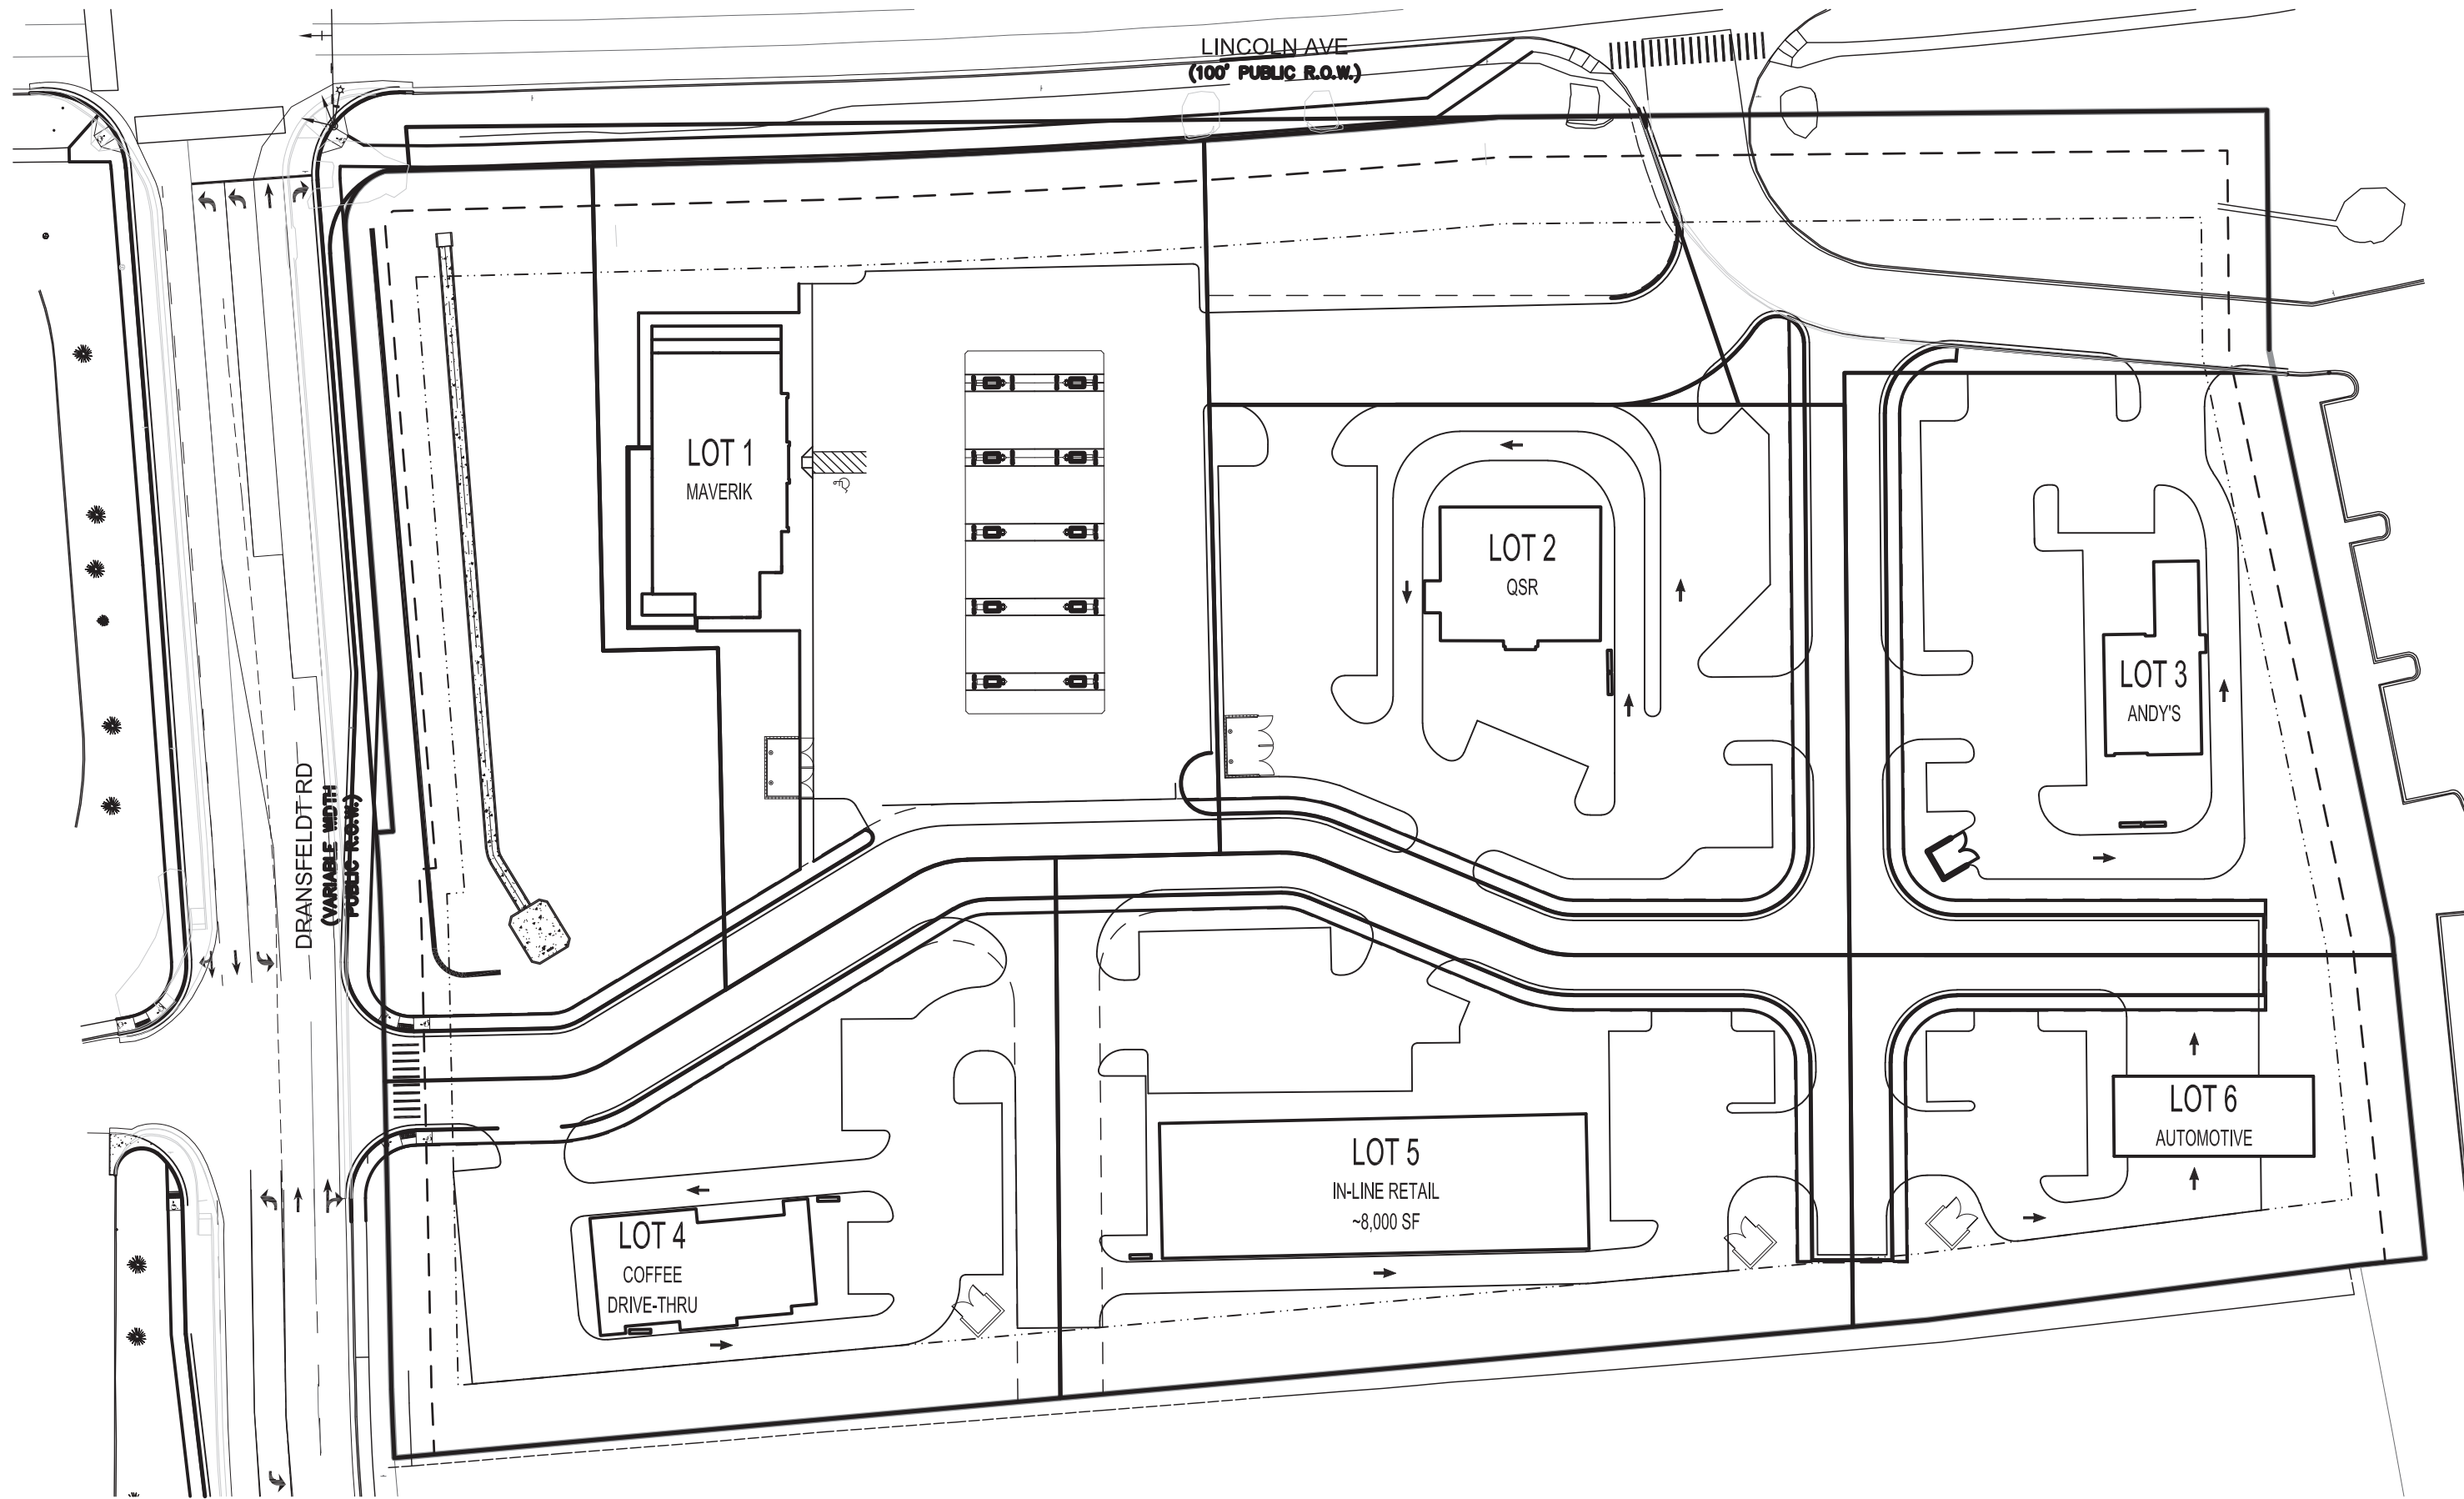 LINCOLN AVE
(100' PUBLIC R.O.W.)
LOT 1
MAVERIK
LOT 2
QSR
LOT 3
ANDY'S
DRANSFELDT RD
(VARIABLE WIDTH
PUBLIC R.O.W.)
LOT 4
COFFEE
DRIVE-THRU
LOT 5
IN-LINE RETAIL
~8,000 SF
LOT 6
AUTOMOTIVE